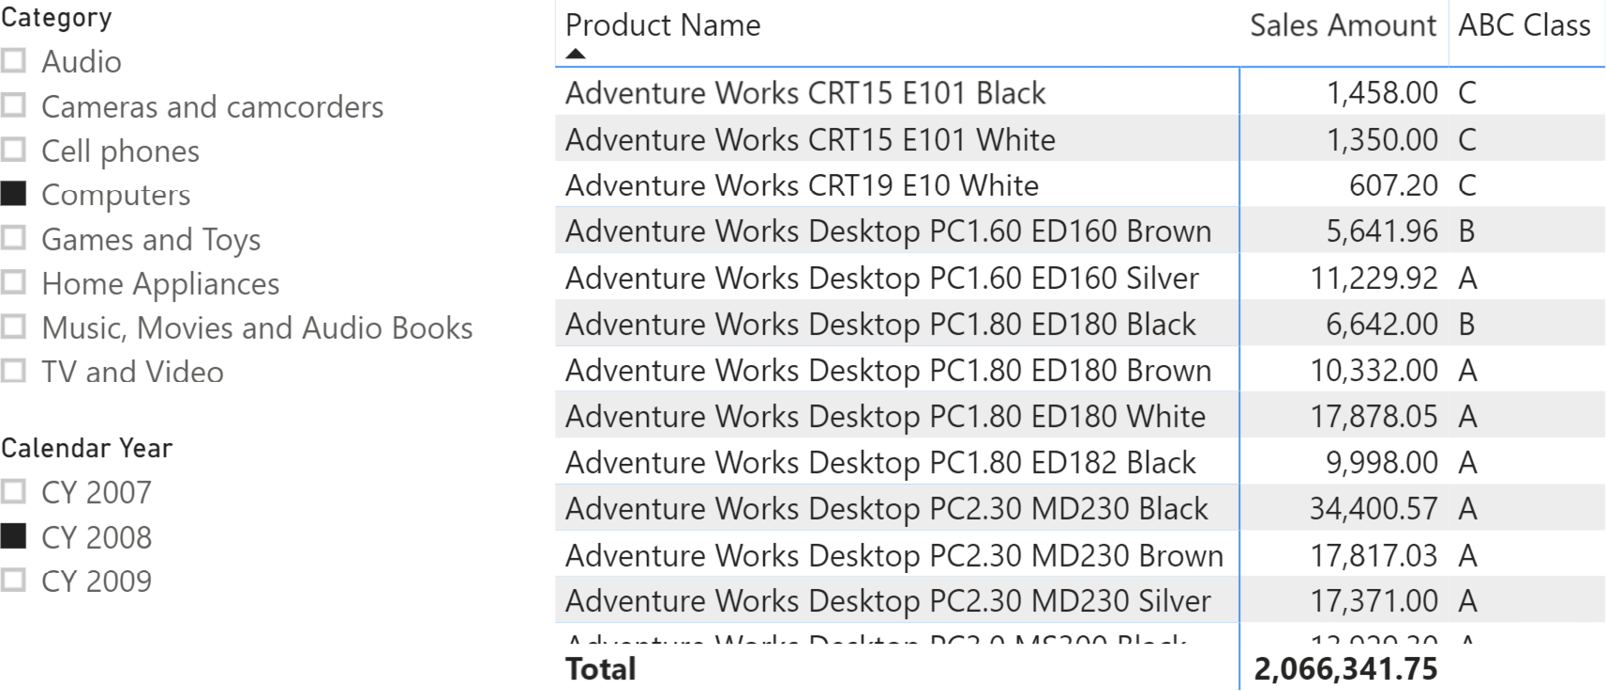 Category
Audio
Cameras and camcorders
Cell phones
Computers
Games and Toys
Home Appliances
Music, Movies and Audio Books
TV and Video
Calendar Year
CY 2007
CY 2008
CY 2009
Product Name Sales Amount ABC Class
Adventure Works CRT15 E101 Black 1,458.00 C
Adventure Works CRT15 E101 White 1,350.00 C
Adventure Works CRT19 E10 White 607.20 C
Adventure Works Desktop PC1.60 ED160 Brown 5,641.96 B
Adventure Works Desktop PC1.60 ED160 Silver 11,229.92 A
Adventure Works Desktop PC1.80 ED180 Black 6,642.00 B
Adventure Works Desktop PC1.80 ED180 Brown 10,332.00 A
Adventure Works Desktop PC1.80 ED180 White 17,878.05 A
Adventure Works Desktop PC1.80 ED182 Black 9,998.00 A
Adventure Works Desktop PC2.30 MD230 Black 34,400.57 A
Adventure Works Desktop PC2.30 MD230 Brown 17,817.03 A
Adventure Works Desktop PC2.30 MD230 Silver 17,371.00 A
Adventure Works Desktop Black A
Total 2,066,341.75